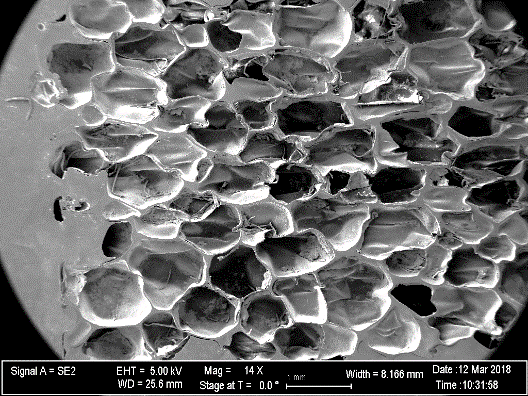 Signal A = SE2 EHT = 5.00 kV Mag = 14 X Width = 8.166 mm Date :12 Mar 2018
WD = 25.6 mm Stage at T = 0.0 ° mm Time :10:31:58